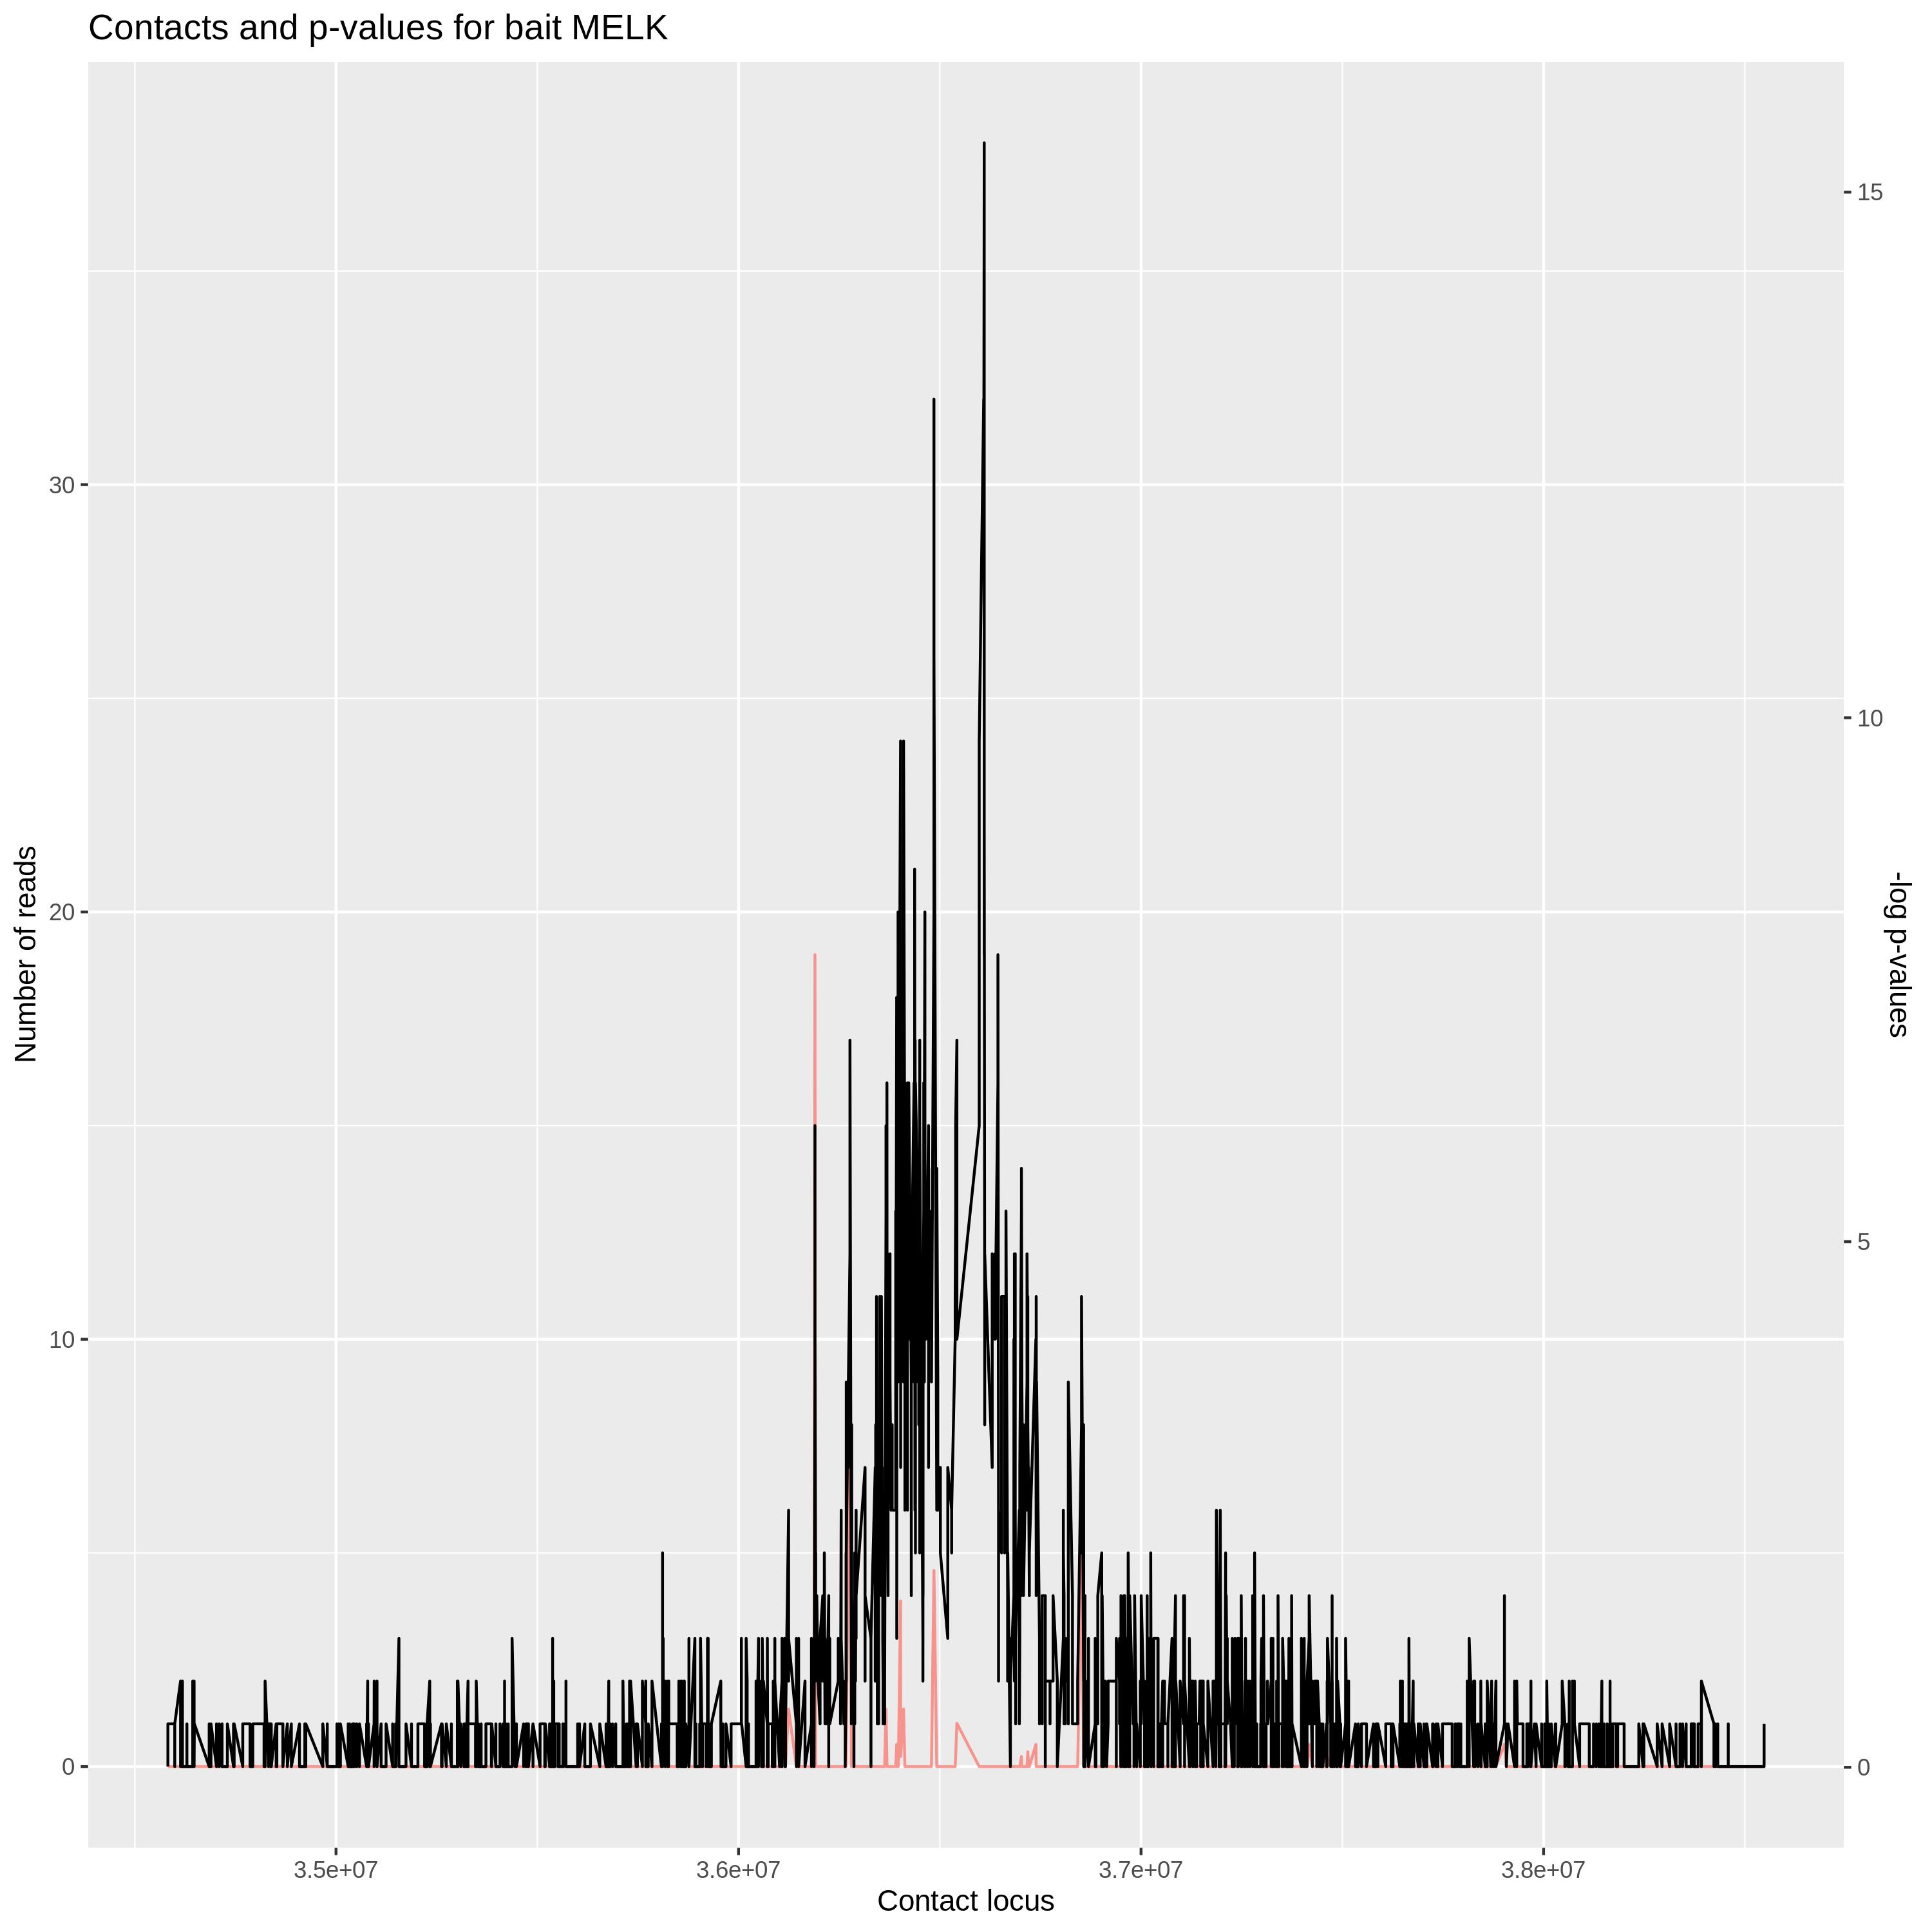 Contacts and p-values for bait MELK
15
30
10
20
Number of reads
-log p-values
5
10
0
0
3.5e+07
3.6e+07
3.7e+07
3.8e+07
Contact locus